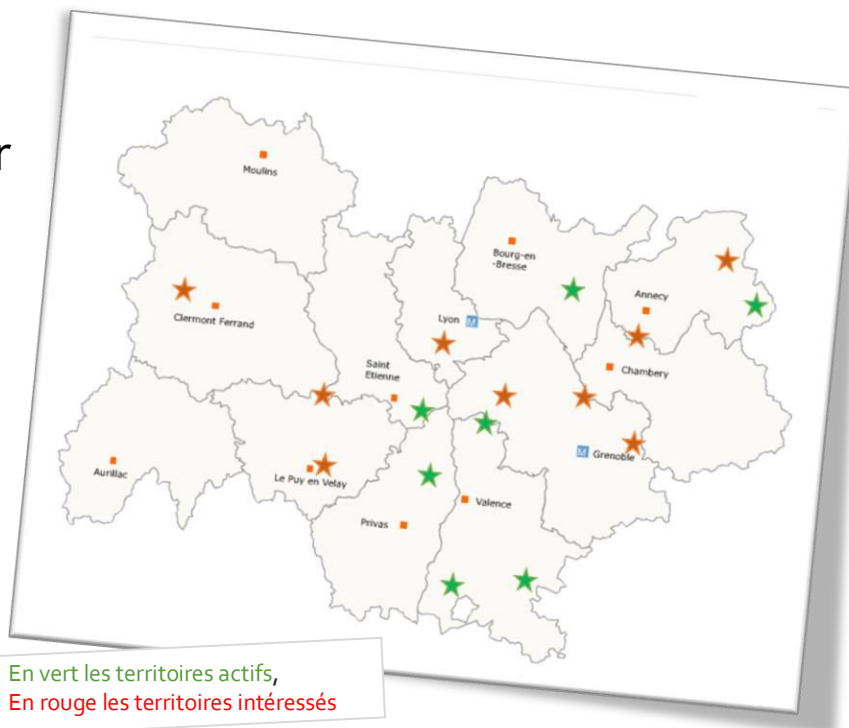 r
Moulins
Bourg-en
-Bresse
Annecy
Clermont Ferrand
Lyon M
Saint
Etienne
Chambery
Aurillac
Le Puy en Velay
M Grenoble
Valence
Privas
En vert les territoires actifs,
En rouge les territoires intéressés